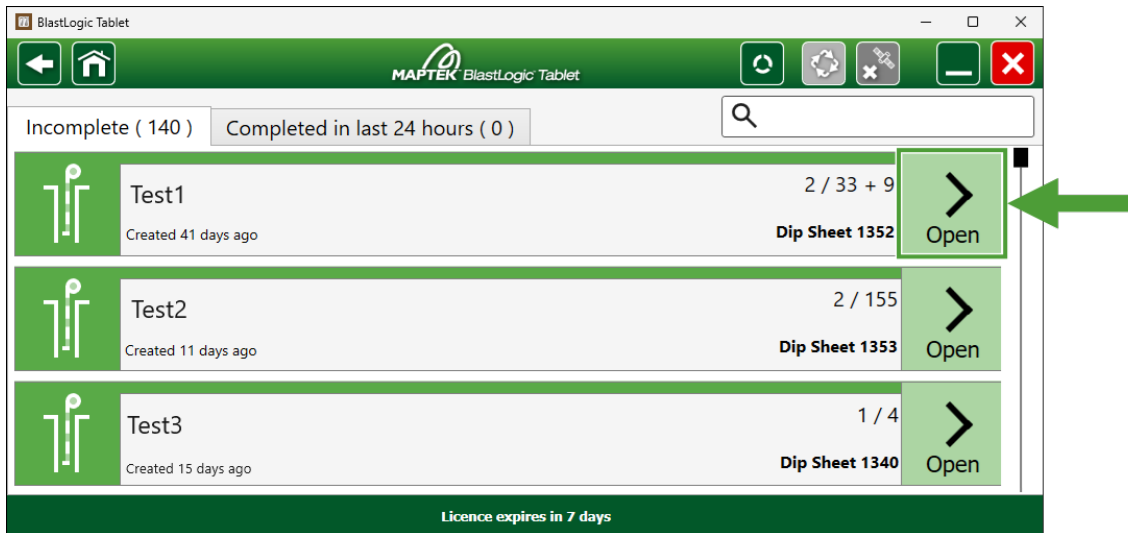 BlastLogic Tablet
MAPTEK BlastLogic Tablet
Incomplete ( 140 )
Completed in last 24 hours ( 0 )
Test1
2 / 33 + 9
Created 41 days ago
Dip Sheet 1352
Open
Test2
2 / 155
Created 11 days ago
Dip Sheet 1353
Open
Test3
1 / 4
Created 15 days ago
Dip Sheet 1340
Open
Licence expires in 7 days